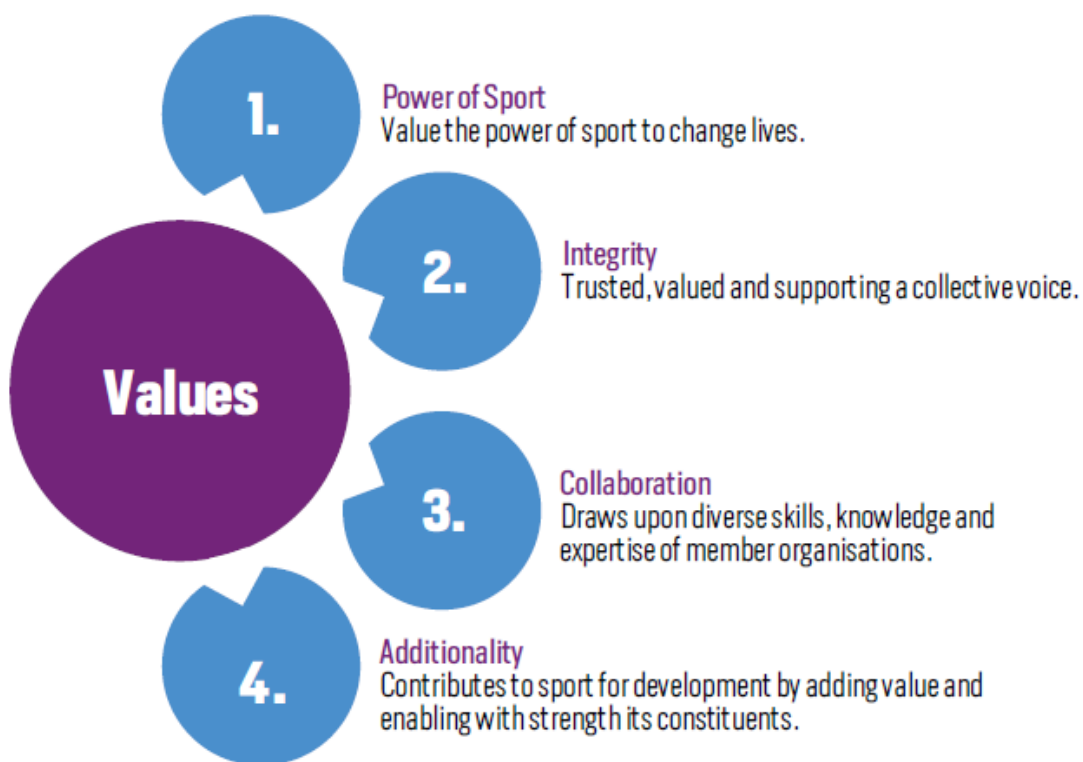 1.
Power of Sport
Value the power of sport to change lives.
2.
Integrity
Trusted, valued and supporting a collective voice.
Values
3.
Collaboration
Draws upon diverse skills, knowledge and
expertise of member organisations.
4.
Additionality
Contributes to sport for development by adding value and
enabling with strength its constituents.